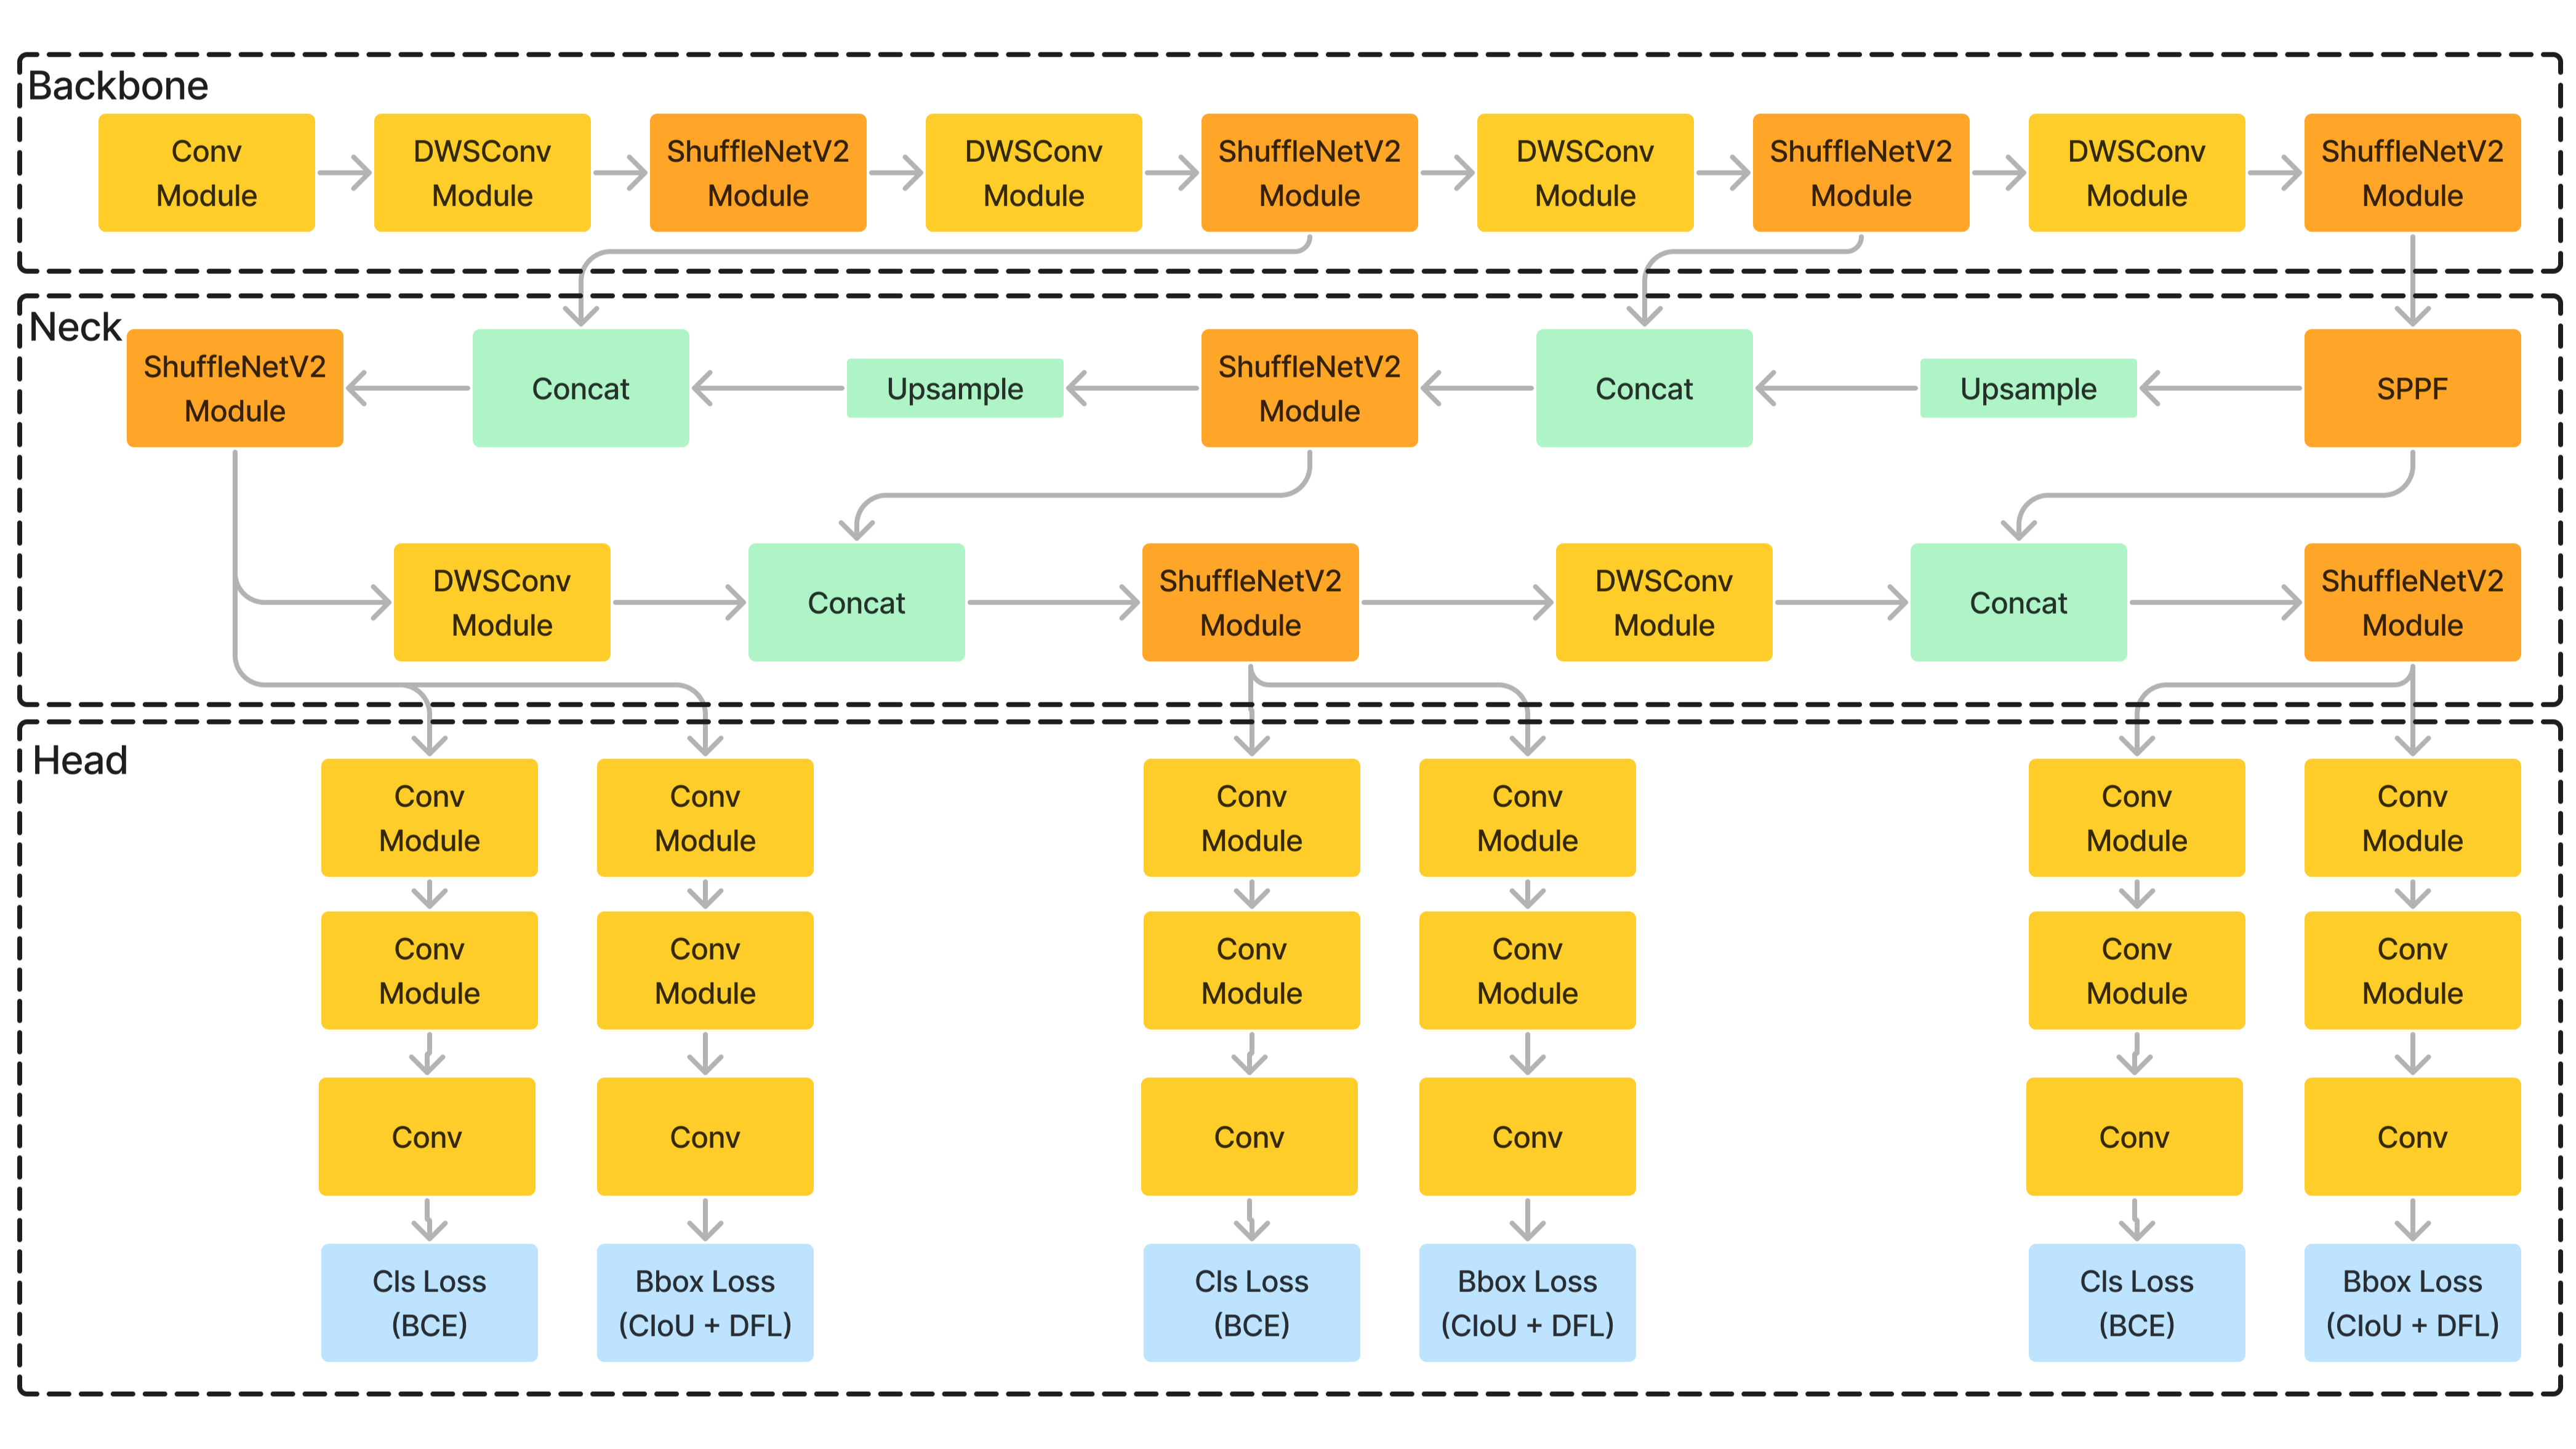 Backbone
Conv
Module
DWSConv
Module
ShuffleNetV2
Module
DWSConv
Module
ShuffleNetV2
Module
DWSConv
Module
ShuffleNetV2
Module
DWSConv
Module
ShuffleNetV2
Module
Neck
ShuffleNetV2
Module
Concat
Upsample
ShuffleNetV2
Module
Concat
Upsample
SPPF
DWSConv
Module
Concat
ShuffleNetV2
Module
DWSConv
Module
Concat
ShuffleNetV2
Module
Head
Conv
Module
Conv
Module
Conv
Module
Conv
Module
Conv
Module
Conv
Module
Conv
Module
Conv
Module
Conv
Module
Conv
Module
Conv
Module
Conv
Module
Conv
Conv
Conv
Conv
Conv
Conv
Cls Loss
(BCE)
Bbox Loss
(CIoU + DFL)
Cls Loss
(BCE)
Bbox Loss
(CIoU + DFL)
Cls Loss
(BCE)
Bbox Loss
(CIoU + DFL)